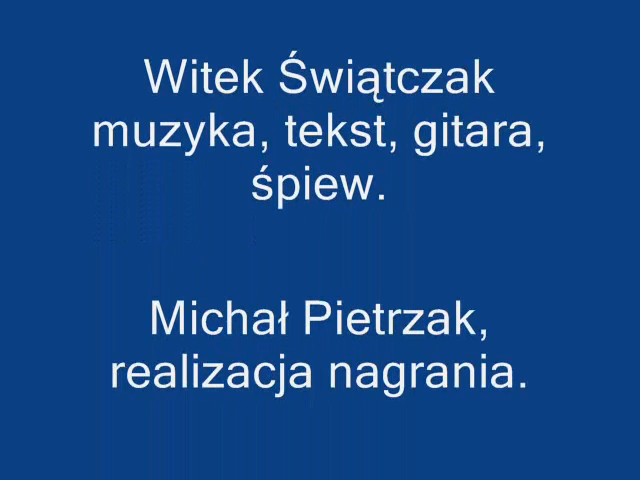 Witek Świątczak
muzyka, tekst, gitara,
śpiew.
Michał Pietrzak,
realizacja nagrania.